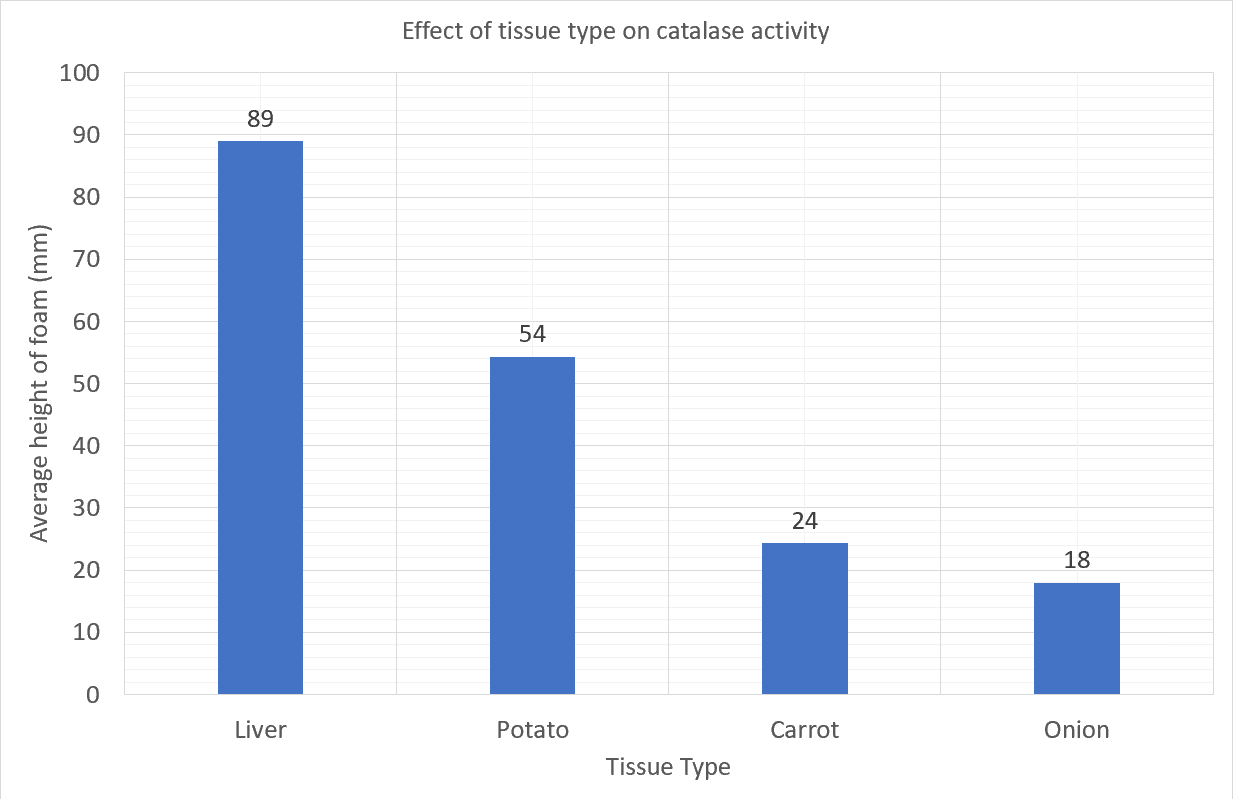 Effect of tissue type on catalase activity
Average height of foam (mm)
100
90
80
70
60
50
40
30
20
10
0
89
54
24
18
Liver
Potato
Carrot
Onion
Tissue Type